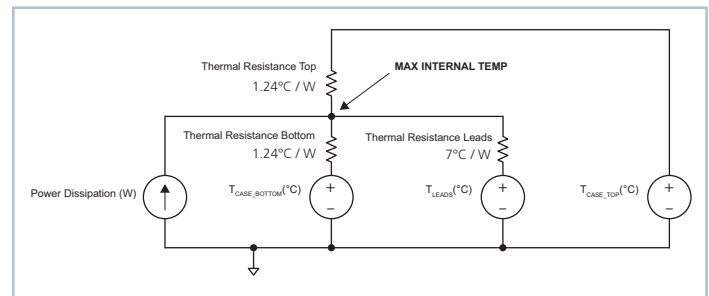 Thermal Resistance Top
1.24°C / W
MAX INTERNAL TEMP
Thermal Resistance Bottom
1.24°C / W
Thermal Resistance Leads
7°C / W
Power Dissipation (W)
T_CASE_BOTTOM(°C)
+
–
T_LEADS(°C)
+
–
T_CASE_TOP(°C)
+
–